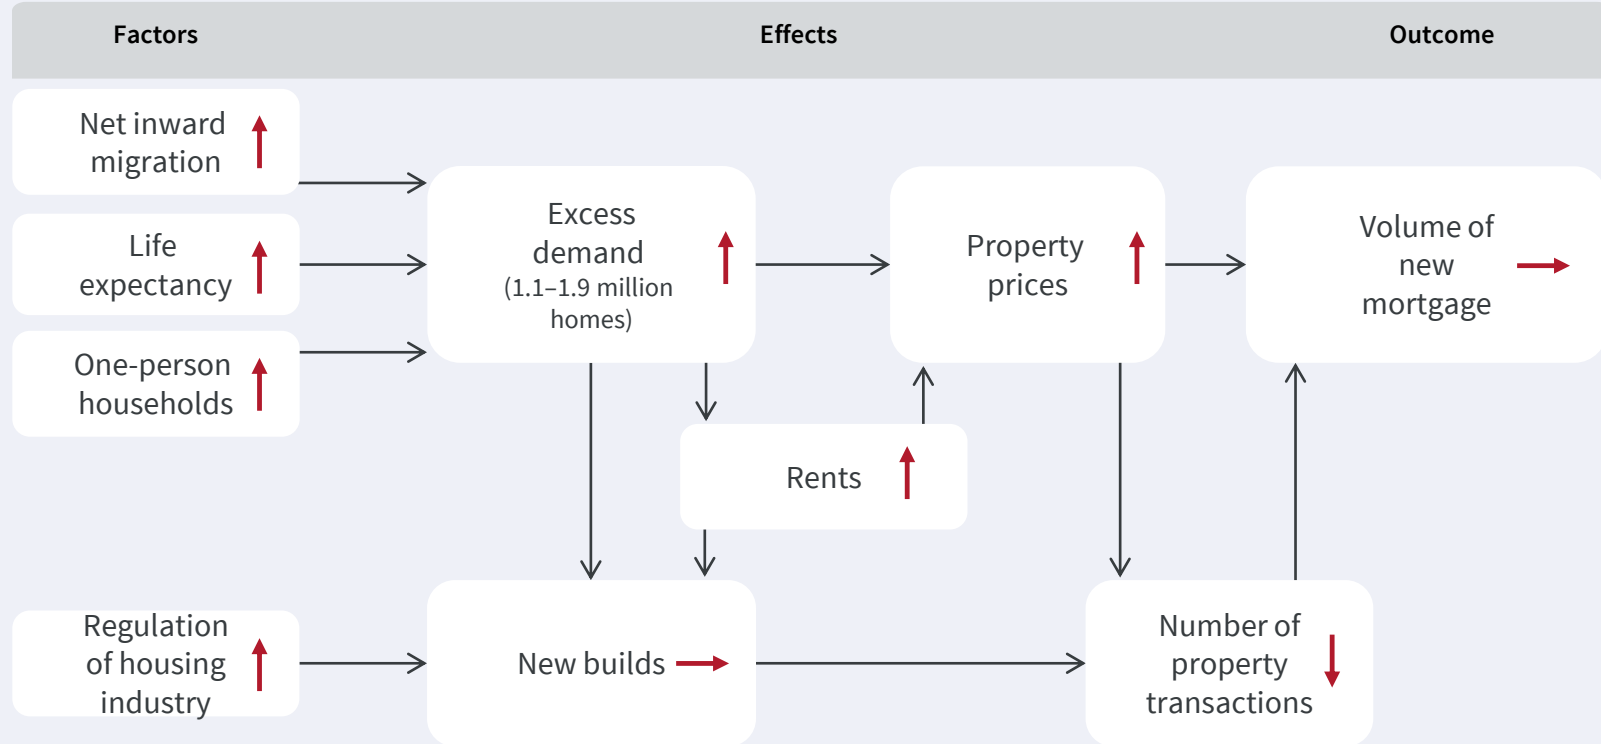 Factors
Effects
Outcome
Net inward
migration
Life
expectancy
One-person
households
Excess
demand
(1.1–1.9 million
homes)
Property
prices
Volume of
new
mortgage
Rents
Regulation
of housing
industry
New builds
Number of
property
transactions